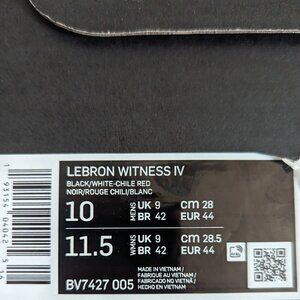 LEBRON WITNESS IV
BLACK/WHITE-CHILE RED
NOIR/ROUGE CHILI/BLANC
10 MENS UK 9 CM 28
BR 42 EUR 44
11.5 WMNS UK 9 CM 28.5
BR 42 EUR 44
BV7427 005
MADE IN VIETNAM /
FABRIQUE AU VIETNAM /
FABRICADO NO VIETNÃ /
HECHO EN VIETNAM